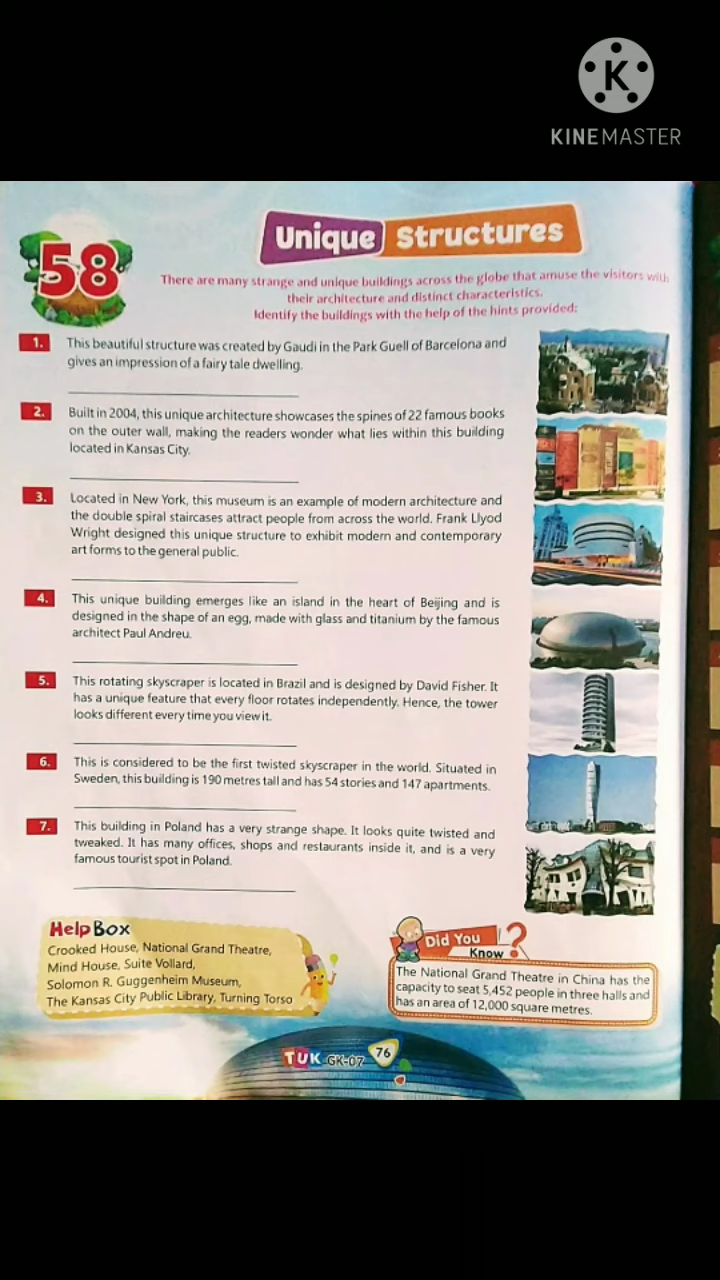 K
KINEMASTER
58
Unique Structures
There are many strange and unique buildings across the globe that amuse the visitors with
their architecture and distinct characteristics.
Identify the buildings with the help of the hints provided:
1. This beautiful structure was created by Gaudi in the Park Guell of Barcelona and
gives an impression of a fairy tale dwelling.
2. Built in 2004, this unique architecture showcases the spines of 22 famous books
on the outer wall, making the readers wonder what lies within this building
located in Kansas City.
3. Located in New York, this museum is an example of modern architecture and
the double spiral staircases attract people from across the world. Frank Llyod
Wright designed this unique structure to exhibit modern and contemporary
art forms to the general public.
4. This unique building emerges like an island in the heart of Beijing and is
designed in the shape of an egg, made with glass and titanium by the famous
architect Paul Andreu.
5. This rotating skyscraper is located in Brazil and is designed by David Fisher. It
has a unique feature that every floor rotates independently. Hence, the tower
looks different every time you view it.
6. This is considered to be the first twisted skyscraper in the world. Situated in
Sweden, this building is 190 metres tall and has 54 stories and 147 apartments.
7. This building in Poland has a very strange shape. It looks quite twisted and
tweaked. It has many offices, shops and restaurants inside it, and is a very
famous tourist spot in Poland.
Help Box
Crooked House, National Grand Theatre,
Mind House, Suite Vollard,
Solomon R. Guggenheim Museum,
The Kansas City Public Library, Turning Torso
Did You
Know ?
The National Grand Theatre in China has the
capacity to seat 5,452 people in three halls and
has an area of 12,000 square metres.
TUK GK-07 76